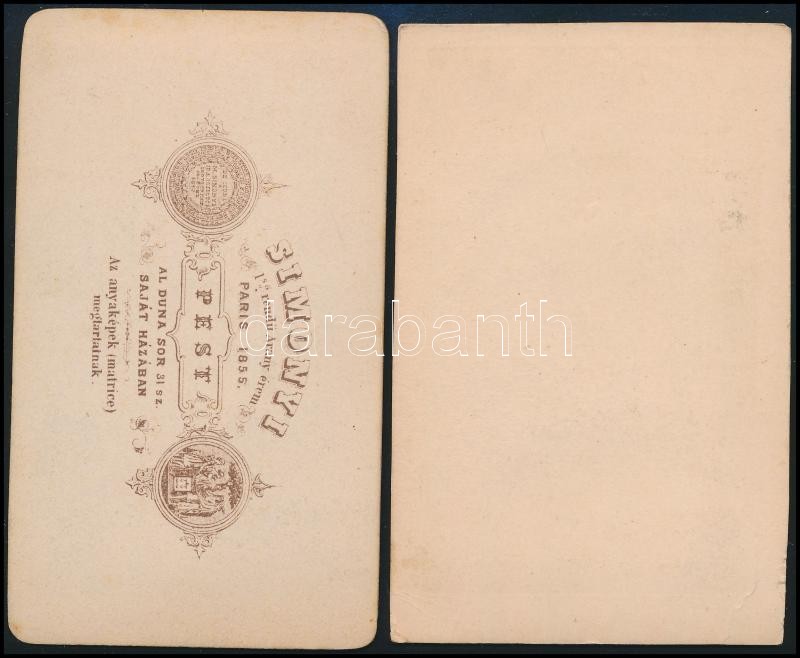 SIMONYI
1ső rendű Arany érem
PARIS 1855.
PEST
AL DUNA SOR 31 SZ.
SAJÁT HÁZÁBAN
Az anyaképek (matrice)
megtartatnak.
darabanth